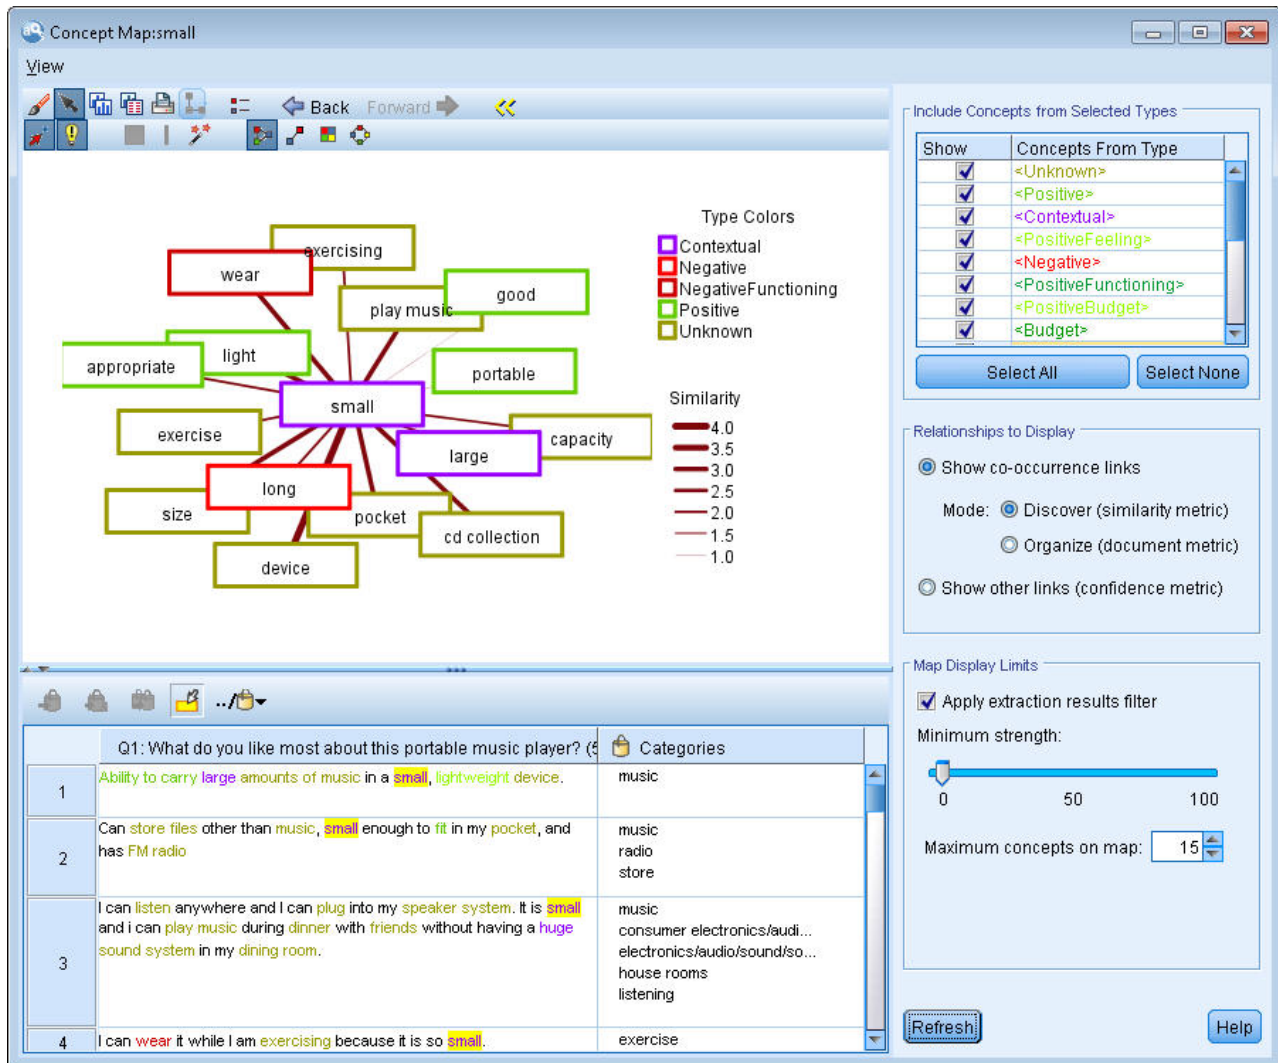 Concept Map:small
View
Back Forward
exercising
wear
good
play music
light
appropriate
portable
small
exercise
capacity
large
long
size
pocket
cd collection
device
Type Colors
Contextual
Negative
NegativeFunctioning
Positive
Unknown
Similarity
4.0
3.5
3.0
2.5
2.0
1.5
1.0
Include Concepts from Selected Types
Show Concepts From Type
<Unknown>
<Positive>
<Contextual>
<PositiveFeeling>
<Negative>
<PositiveFunctioning>
<PositiveBudget>
<Budget>
Select All Select None
Relationships to Display
Show co-occurrence links
Mode: Discover (similarity metric)
Organize (document metric)
Show other links (confidence metric)
Map Display Limits
Apply extraction results filter
Minimum strength:
0 50 100
Maximum concepts on map: 15
Refresh Help
../
Q1: What do you like most about this portable music player? (5 Categories
1
Ability to carry large amounts of music in a small, lightweight device.
music
2
Can store files other than music, small enough to fit in my pocket, and
has FM radio
music
radio
store
3
I can listen anywhere and I can plug into my speaker system. It is small
and i can play music during dinner with friends without having a huge
sound system in my dining room.
music
consumer electronics/audi...
electronics/audio/sound/so...
house rooms
listening
4
I can wear it while I am exercising because it is so small.
exercise